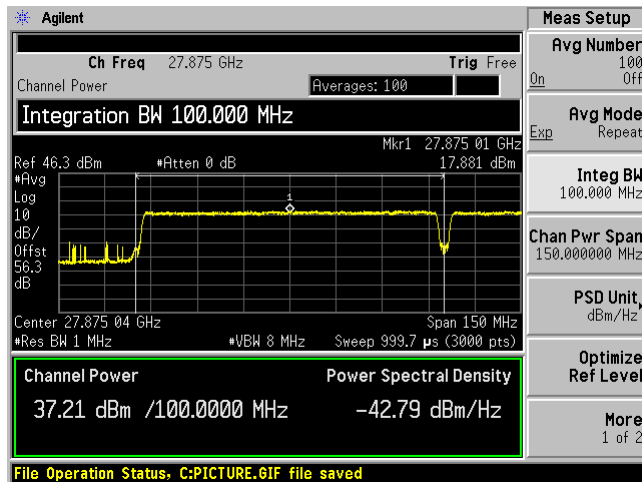 Agilent
Meas Setup
Ch Freq 27.875 GHz Trig Free
Channel Power Averages: 100
Integration BW 100.000 MHz
Mkr1 27.875 01 GHz
Ref 46.3 dBm #Atten 0 dB 17.881 dBm
#Avg
Log
10
dB/
Offst
56.3
dB
1
Center 27.875 04 GHz Span 150 MHz
#Res BW 1 MHz #VBW 8 MHz Sweep 999.7 µs (3000 pts)
Channel Power Power Spectral Density
37.21 dBm /100.0000 MHz -42.79 dBm/Hz
File Operation Status, C:PICTURE.GIF file saved
Avg Number
100
On Off
Avg Mode
Exp Repeat
Integ BW
100.000 MHz
Chan Pwr Span
150.000000 MHz
PSD Unit
dBm/Hz
Optimize
Ref Level
More
1 of 2